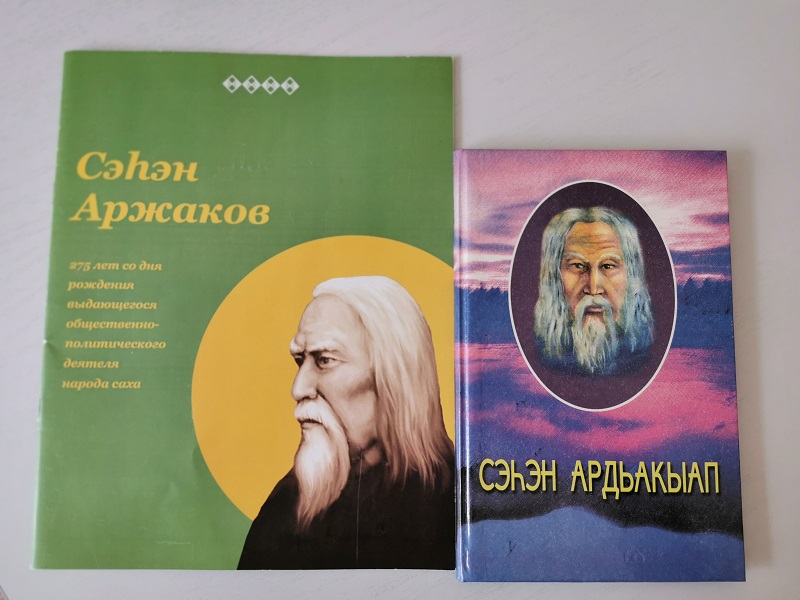 Сэһэн
Аржаков
275 лет со дня
рождения
выдающегося
общественно-
политического
деятеля
народа саха
СЭҺЭН АРДЬАКЫАП